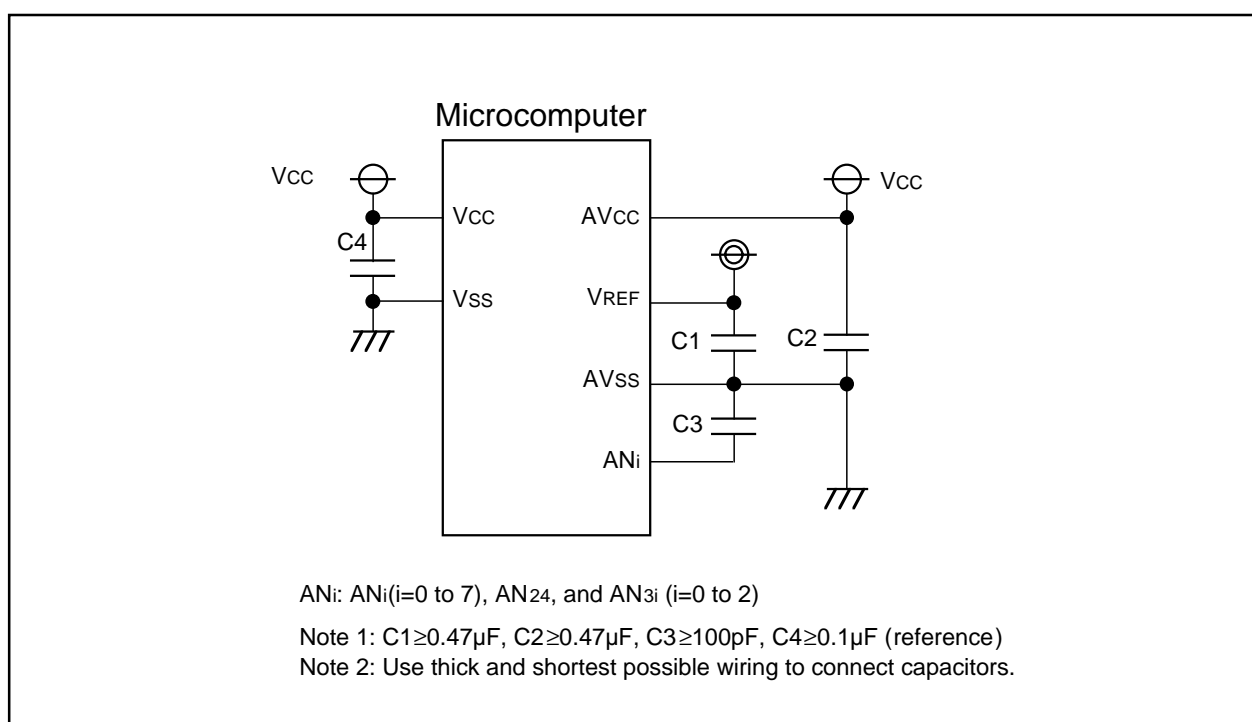 Microcomputer
VCC
VCC
VCC
AVCC
C4
VSS
VREF
C1
C2
AVSS
C3
ANi
ANi: ANi(i=0 to 7), AN24, and AN3i (i=0 to 2)
Note 1: C1≥0.47µF, C2≥0.47µF, C3≥100pF, C4≥0.1µF (reference)
Note 2: Use thick and shortest possible wiring to connect capacitors.